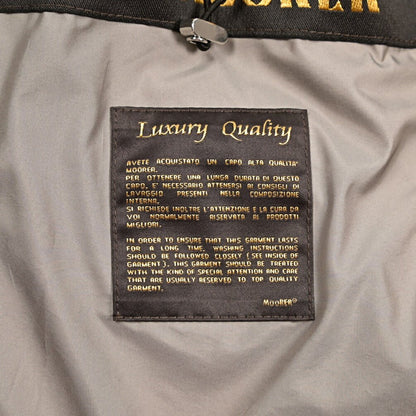 MOORER
Luxury Quality
AVETE ACQUISTATO UN CAPO ALTA QUALITA'
MOORER.
PER OTTENERE UNA LUNGA DURATA DI QUESTO
CAPO, E' NECESSARIO ATTENERSI AI CONSIGLI DI
LAVAGGIO PRESENTI NELLA COMPOSIZIONE
INTERNA.
SI RICHIEDE INOLTRE L'ATTENZIONE E LA CURA DA
VOI NORMALMENTE RISERVATA AI PRODOTTI
MIGLIORI.
IN ORDER TO ENSURE THAT THIS GARMENT LASTS
FOR A LONG TIME, WASHING INSTRUCTIONS
SHOULD BE FOLLOWED CLOSELY (SEE INSIDE OF
GARMENT). THIS GARMENT SHOULD BE TREATED
WITH THE KIND OF SPECIAL ATTENTION AND CARE
THAT ARE USUALLY RESERVED TO TOP QUALITY
GARMENT.
MOORER®